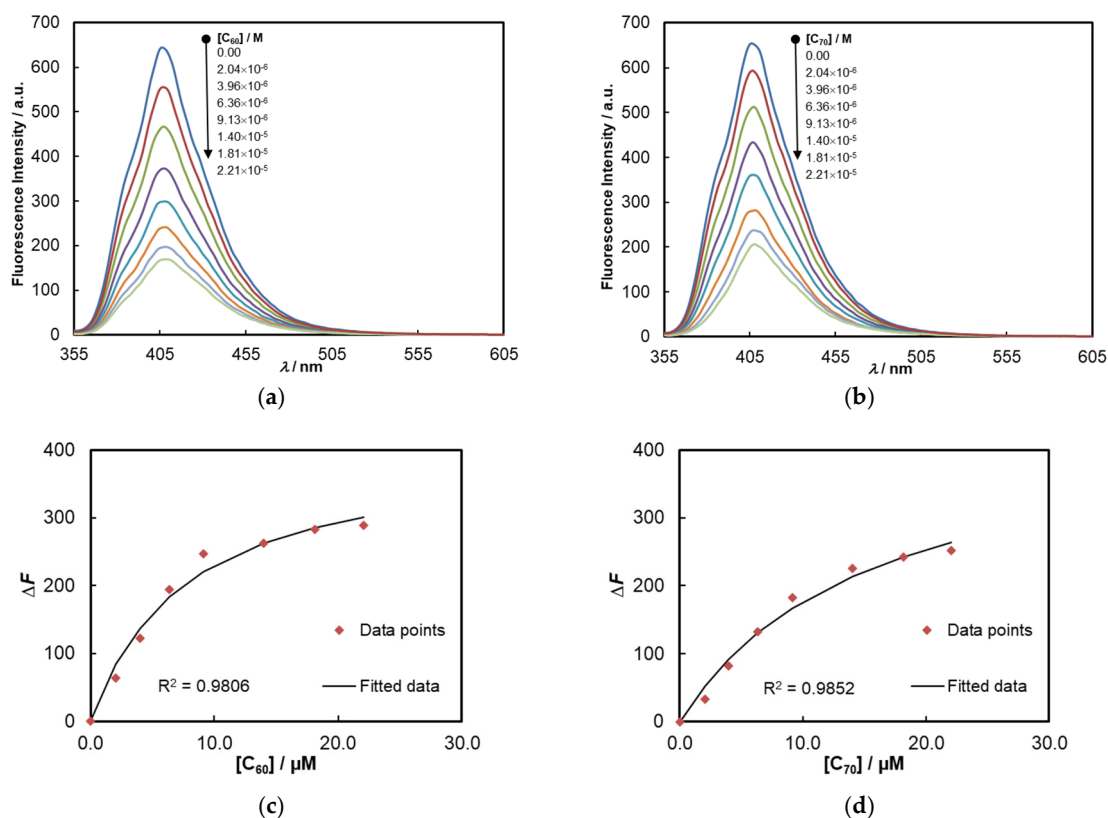 700
600
500
400
300
200
100
0
Fluorescence Intensity / a.u.
[C₆₀] / M
0.00
2.04×10⁻⁶
3.96×10⁻⁶
6.36×10⁻⁶
9.13×10⁻⁶
1.40×10⁻⁵
1.81×10⁻⁵
2.21×10⁻⁵
355 405 455 505 555 605
λ / nm
(a)
700
600
500
400
300
200
100
0
Fluorescence Intensity / a.u.
[C₇₀] / M
0.00
2.04×10⁻⁶
3.96×10⁻⁶
6.36×10⁻⁶
9.13×10⁻⁶
1.40×10⁻⁵
1.81×10⁻⁵
2.21×10⁻⁵
355 405 455 505 555 605
λ / nm
(b)
400
300
200
100
0
ΔF
Data points
R² = 0.9806
Fitted data
0.0 10.0 20.0 30.0
[C₆₀] / µM
(c)
400
300
200
100
0
ΔF
Data points
R² = 0.9852
Fitted data
0.0 10.0 20.0 30.0
[C₇₀] / µM
(d)